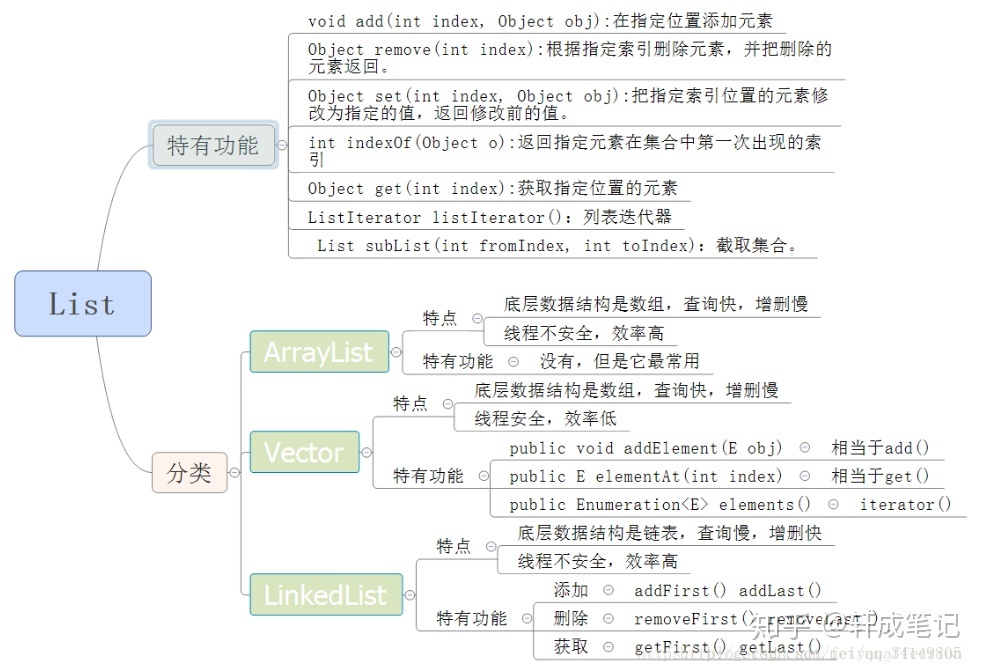 void add(int index, Object obj):在指定位置添加元素
Object remove(int index):根据指定索引删除元素，并把删除的
元素返回。
Object set(int index, Object obj):把指定索引位置的元素修
改为指定的值，返回修改前的值。
特有功能
int indexOf(Object o):返回指定元素在集合中第一次出现的索
引
Object get(int index):获取指定位置的元素
ListIterator listIterator()：列表迭代器
List subList(int fromIndex, int toIndex)：截取集合。
List
分类
ArrayList
特点
底层数据结构是数组，查询快，增删慢
线程不安全，效率高
特有功能
没有，但是它最常用
Vector
特点
底层数据结构是数组，查询快，增删慢
线程安全，效率低
特有功能
public void addElement(E obj) 相当于add()
public E elementAt(int index) 相当于get()
public Enumeration<E> elements() iterator()
LinkedList
特点
底层数据结构是链表，查询慢，增删快
线程不安全，效率高
特有功能
添加 addFirst() addLast()
删除 removeFirst() removeLast()
获取 getFirst() getLast()
知乎 @轩成笔记